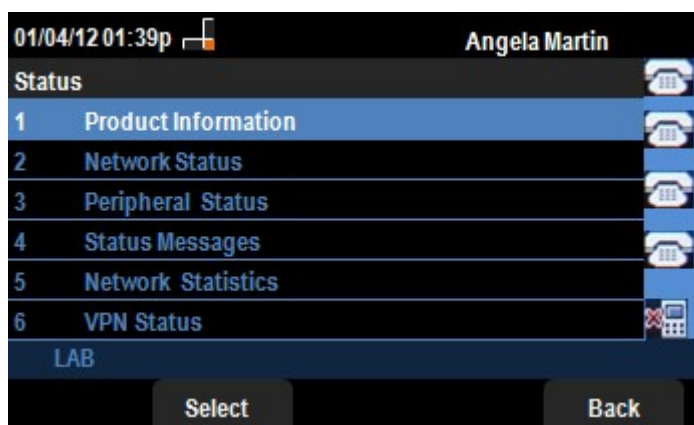 01/04/12 01:39p Angela Martin
Status
1 Product Information
2 Network Status
3 Peripheral Status
4 Status Messages
5 Network Statistics
6 VPN Status
LAB
Select Back